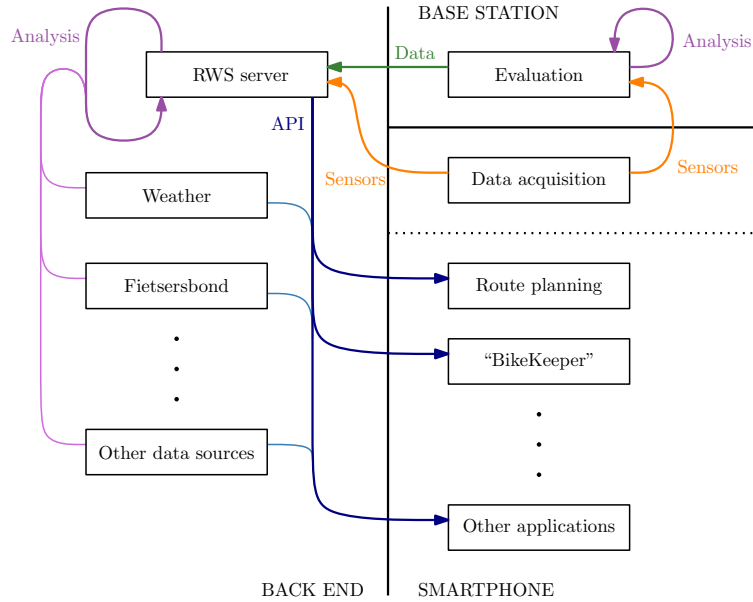 BASE STATION
Analysis
Analysis
Data
RWS server
Evaluation
API
Sensors
Sensors
Data acquisition
Weather
Fietsersbond
Route planning
“BikeKeeper”
Other data sources
Other applications
BACK END
SMARTPHONE